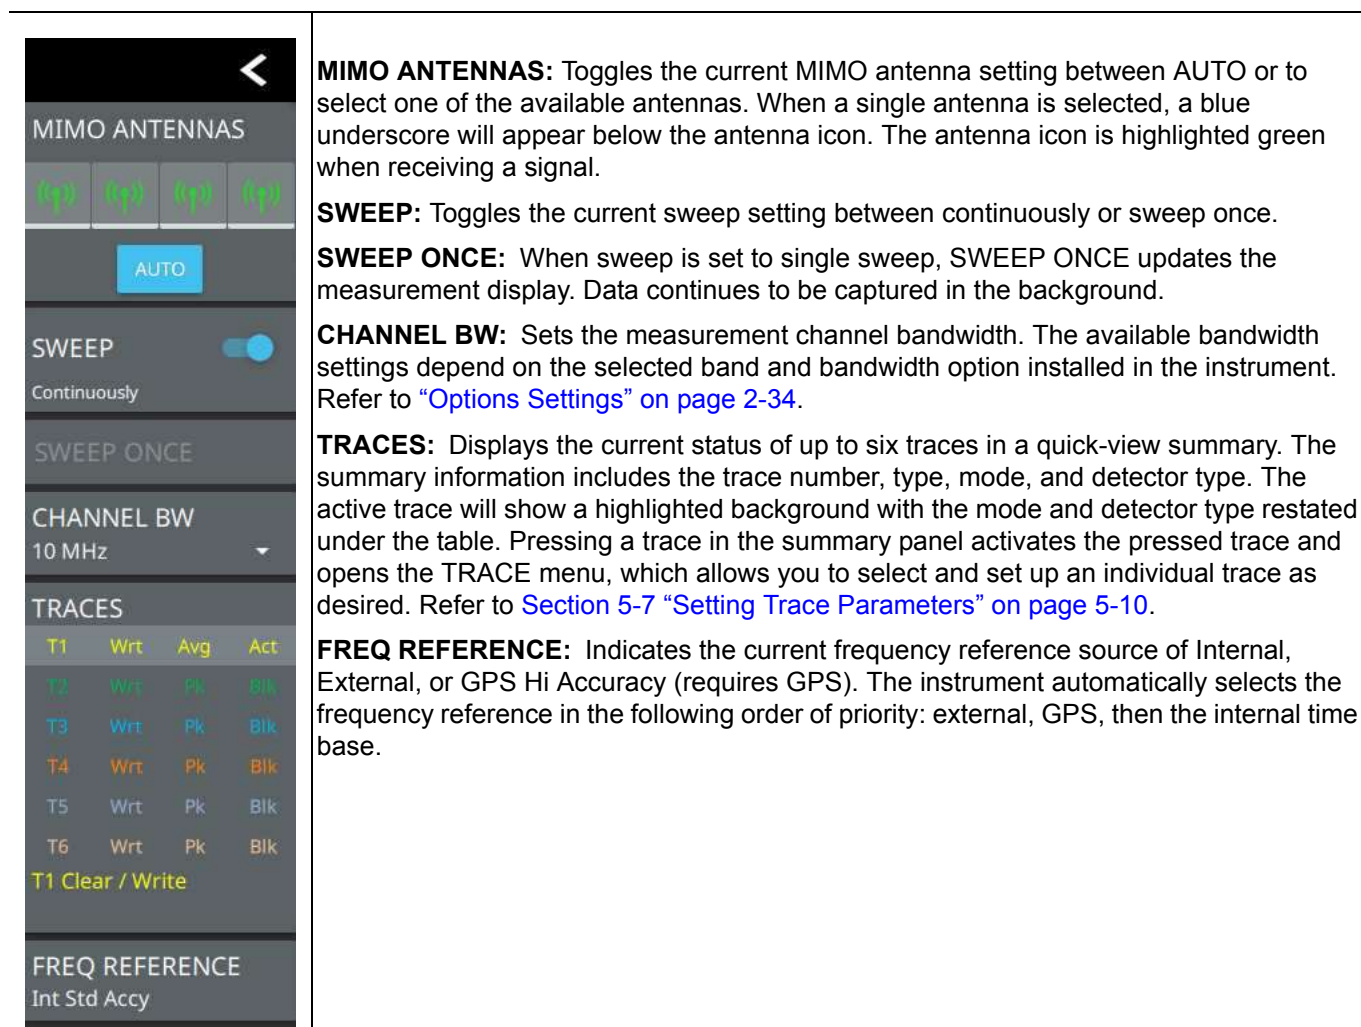 MIMO ANTENNAS
AUTO
SWEEP
Continuously
SWEEP ONCE
CHANNEL BW
10 MHz
TRACES
T1 Wrt Avg Act
T2 Wrt Pk Blk
T3 Wrt Pk Blk
T4 Wrt Pk Blk
T5 Wrt Pk Blk
T6 Wrt Pk Blk
T1 Clear / Write
FREQ REFERENCE
Int Std Accy
MIMO ANTENNAS: Toggles the current MIMO antenna setting between AUTO or to
select one of the available antennas. When a single antenna is selected, a blue
underscore will appear below the antenna icon. The antenna icon is highlighted green
when receiving a signal.
SWEEP: Toggles the current sweep setting between continuously or sweep once.
SWEEP ONCE: When sweep is set to single sweep, SWEEP ONCE updates the
measurement display. Data continues to be captured in the background.
CHANNEL BW: Sets the measurement channel bandwidth. The available bandwidth
settings depend on the selected band and bandwidth option installed in the instrument.
Refer to “Options Settings” on page 2-34.
TRACES: Displays the current status of up to six traces in a quick-view summary. The
summary information includes the trace number, type, mode, and detector type. The
active trace will show a highlighted background with the mode and detector type restated
under the table. Pressing a trace in the summary panel activates the pressed trace and
opens the TRACE menu, which allows you to select and set up an individual trace as
desired. Refer to Section 5-7 “Setting Trace Parameters” on page 5-10.
FREQ REFERENCE: Indicates the current frequency reference source of Internal,
External, or GPS Hi Accuracy (requires GPS). The instrument automatically selects the
frequency reference in the following order of priority: external, GPS, then the internal time
base.